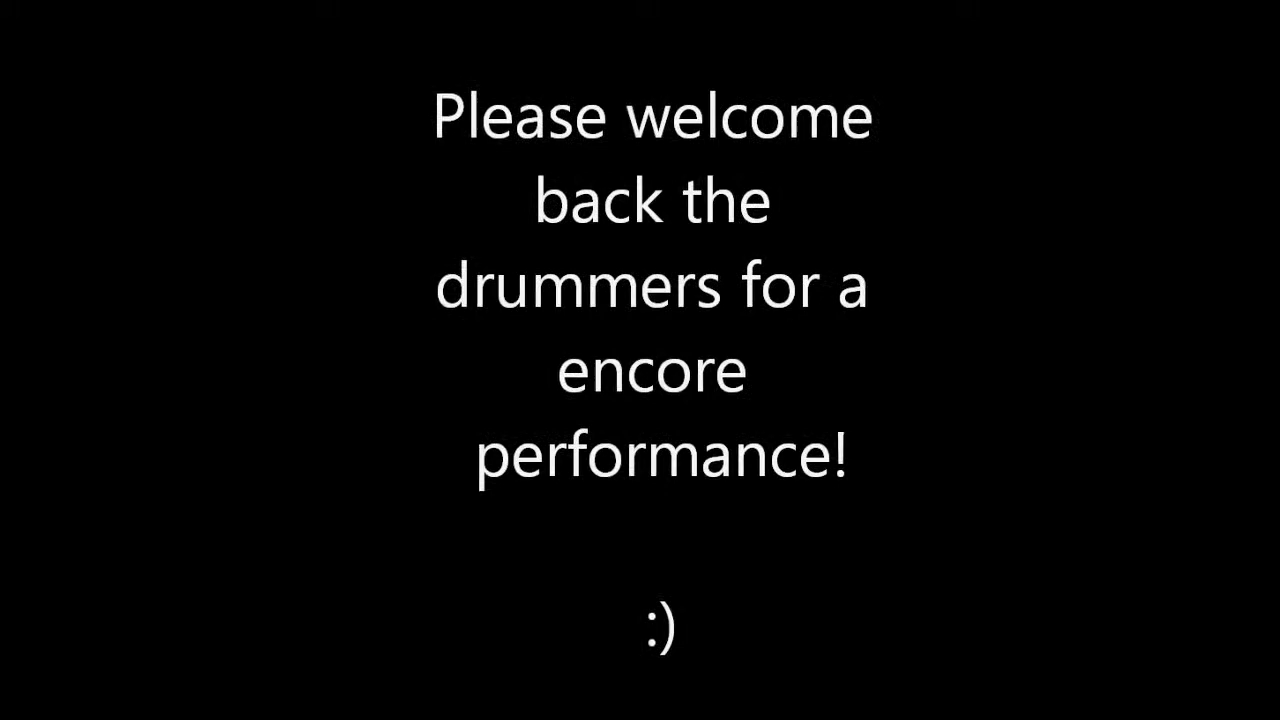 Please welcome
back the
drummers for a
encore
performance!
:)